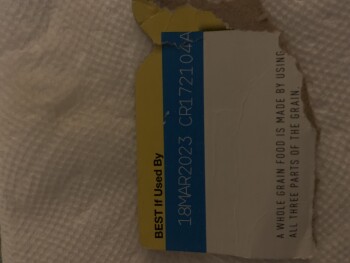 BEST If Used By
18MAR2023 CR172104A
A WHOLE GRAIN FOOD IS MADE BY USING
ALL THREE PARTS OF THE GRAIN